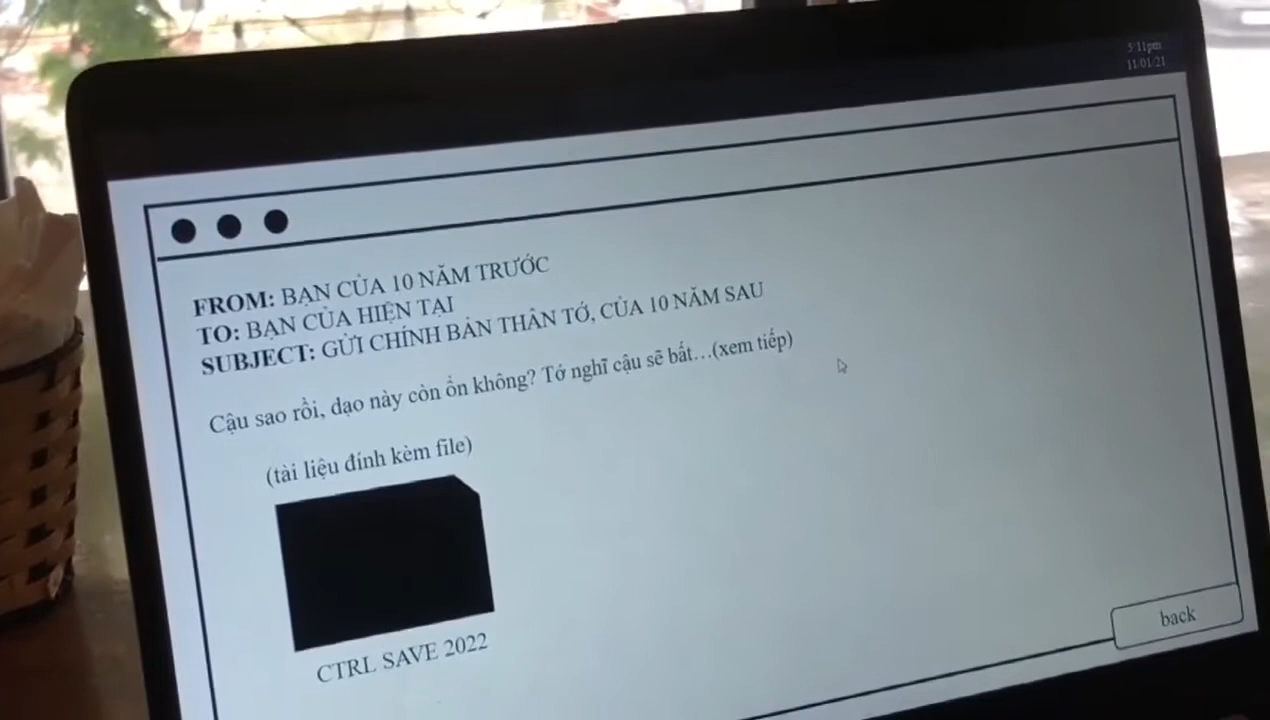 5:11pm
11/01/21
FROM: BẠN CỦA 10 NĂM TRƯỚC
TO: BẠN CỦA HIỆN TẠI
SUBJECT: GỬI CHÍNH BẢN THÂN TỚ, CỦA 10 NĂM SAU
Cậu sao rồi, dạo này còn ổn không? Tớ nghĩ cậu sẽ bất...(xem tiếp)
(tài liệu đính kèm file)
CTRL SAVE 2022
back